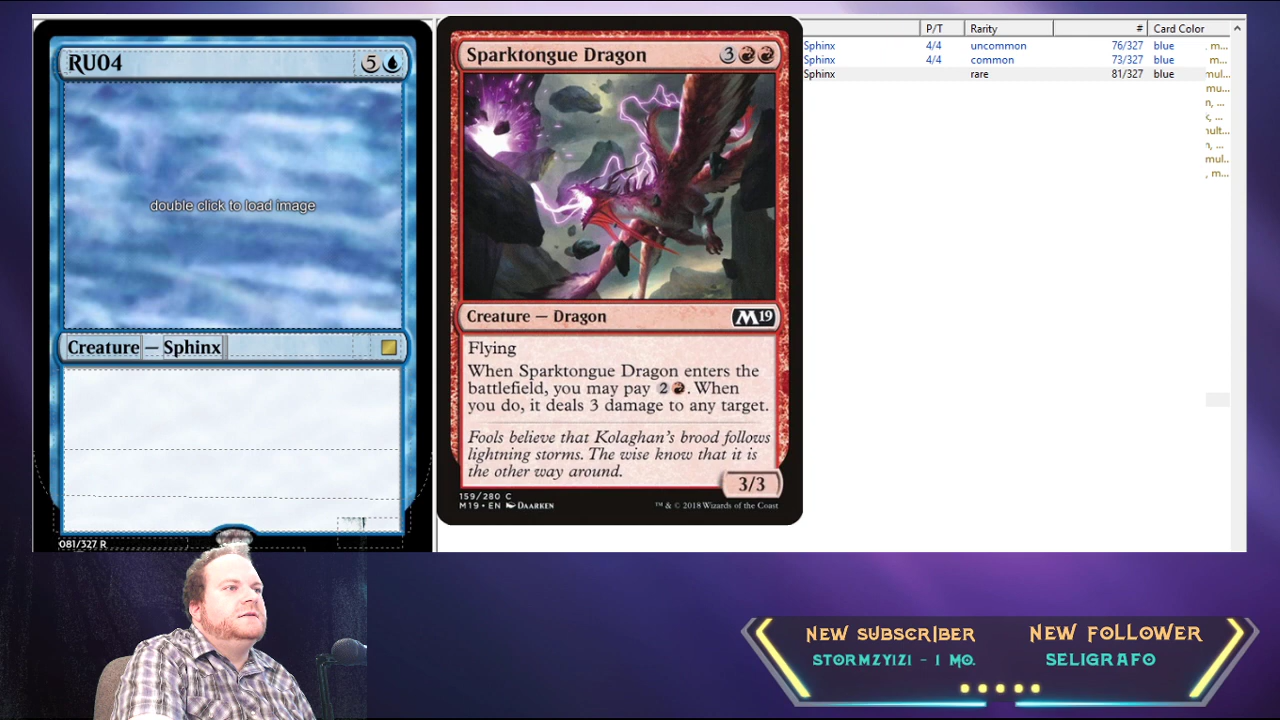 RU04
5
double click to load image
Creature — Sphinx
081/327 R
Sparktongue Dragon
3
Creature — Dragon
M19
Flying
When Sparktongue Dragon enters the
battlefield, you may pay 2 . When
you do, it deals 3 damage to any target.
Fools believe that Kolaghan's brood follows
lightning storms. The wise know that it is
the other way around.
3/3
159/280 C
M19 • EN DAARKEN
™ & © 2018 Wizards of the Coast
P/T Rarity # Card Color
Sphinx 4/4 uncommon 76/327 blue . m...
Sphinx 4/4 common 73/327 blue m...
Sphinx rare 81/327 blue mul...
mu...
n, ...
mul...
, m...
NEW SUBSCRIBER
STORMZYIZI - 1 MO.
NEW FOLLOWER
SELIGRAFO